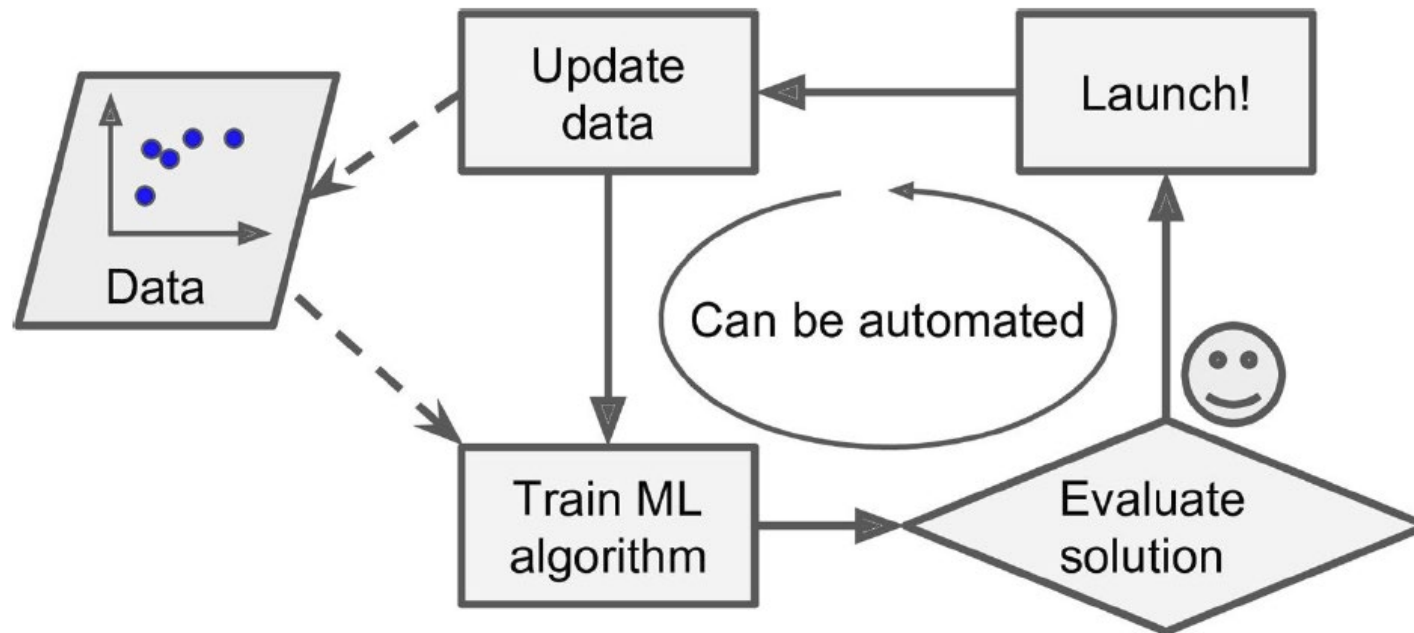 Update
data
Launch!
Data
Can be automated
Train ML
algorithm
Evaluate
solution